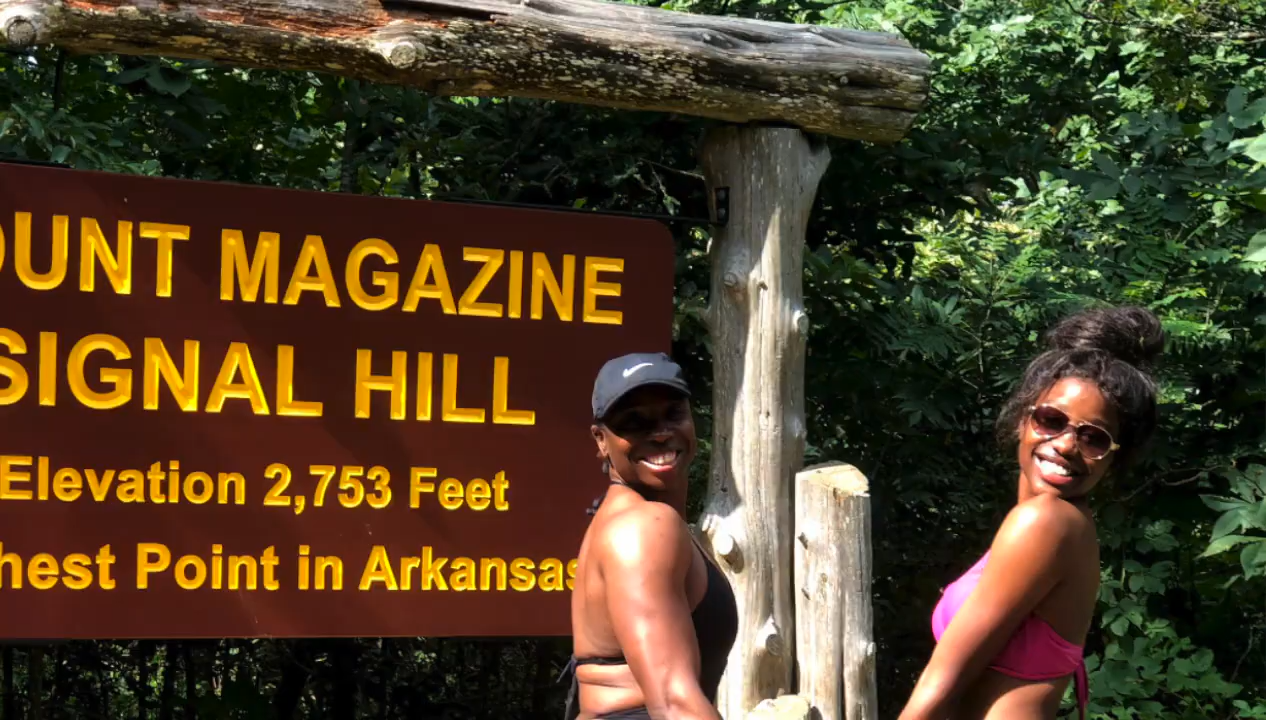 OUNT MAGAZINE
SIGNAL HILL
Elevation 2,753 Feet
hest Point in Arkansas